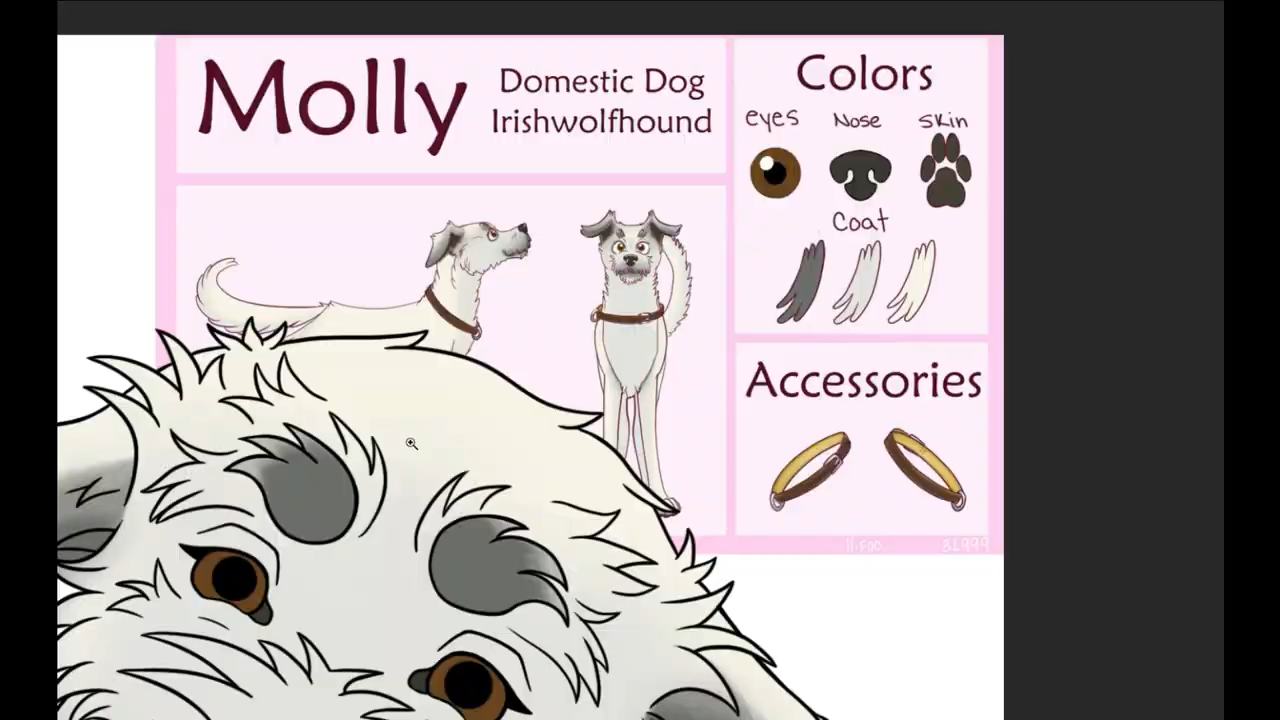 Molly
Domestic Dog
Irishwolfhound
Colors
eyes
Nose
Skin
Coat
Accessories